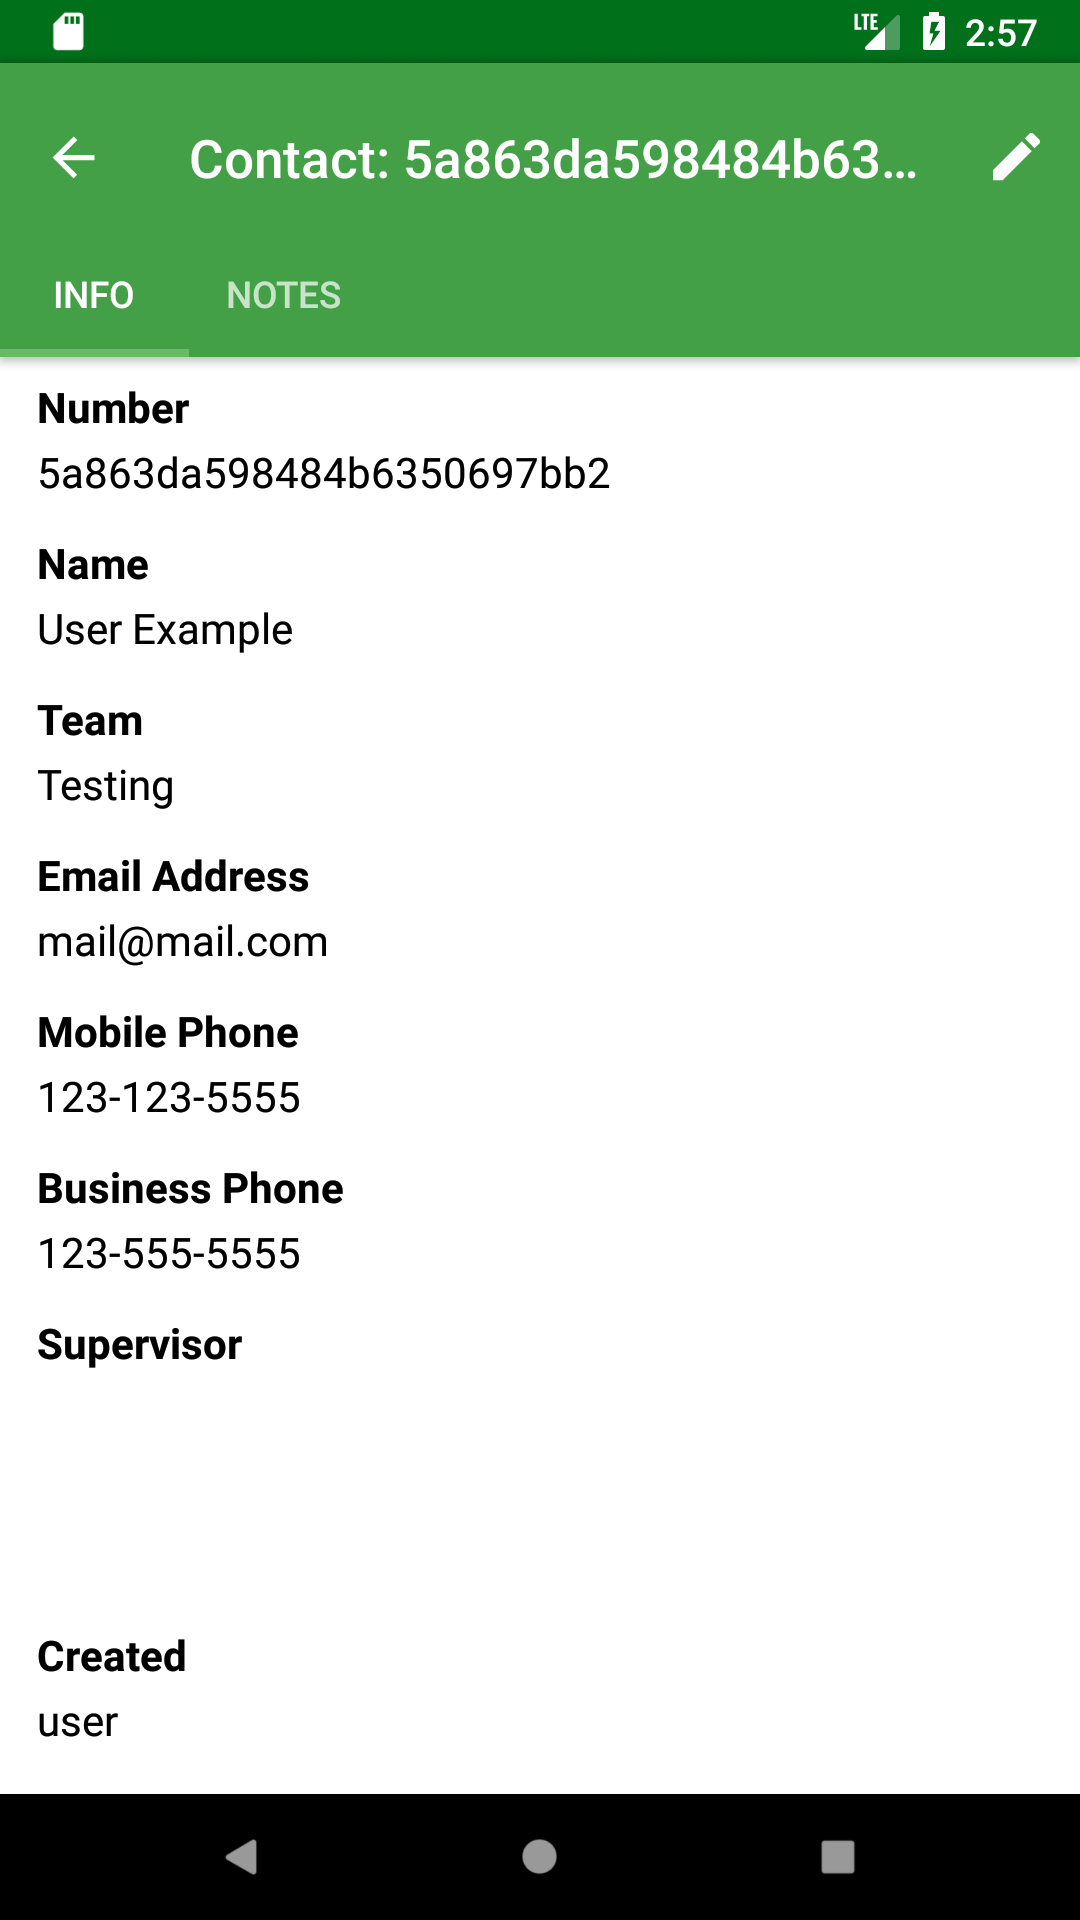 LTE 2:57
Contact: 5a863da598484b63...
INFO NOTES
Number
5a863da598484b6350697bb2
Name
User Example
Team
Testing
Email Address
mail@mail.com
Mobile Phone
123-123-5555
Business Phone
123-555-5555
Supervisor
Created
user